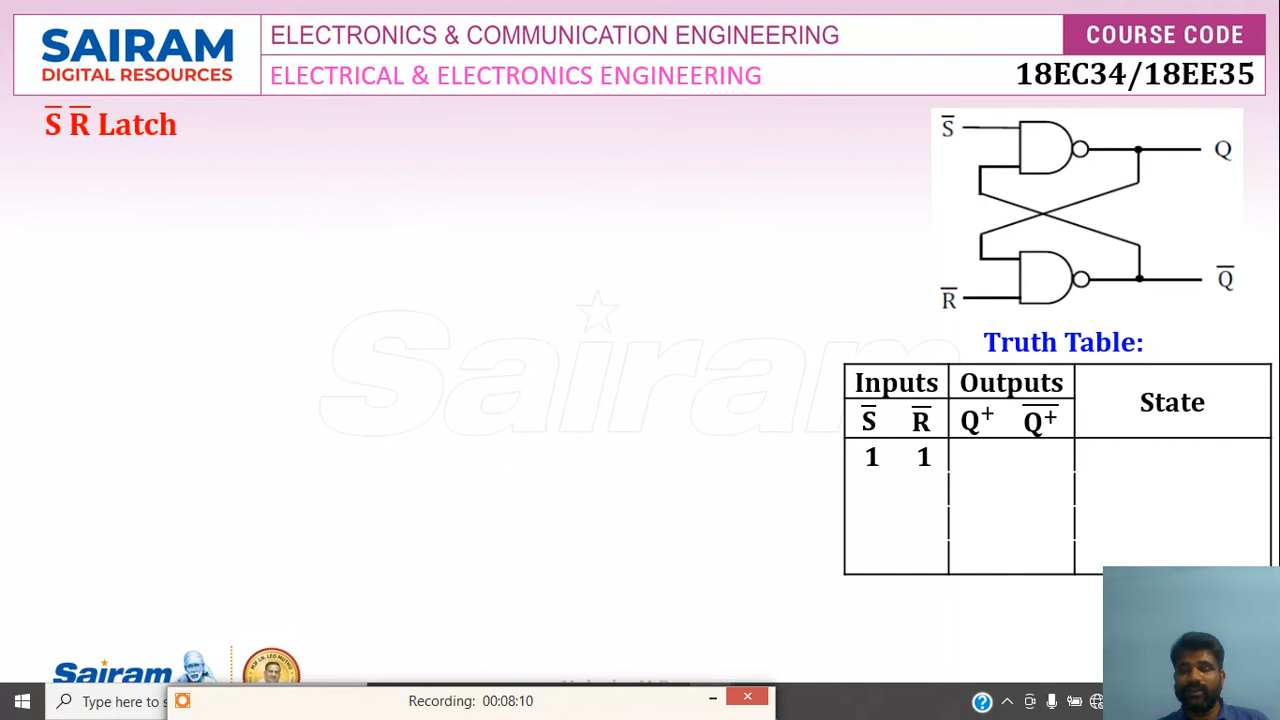 SAIRAM
DIGITAL RESOURCES
ELECTRONICS & COMMUNICATION ENGINEERING
COURSE CODE
ELECTRICAL & ELECTRONICS ENGINEERING
18EC34/18EE35
S̅ R̅ Latch
S̅
Q
Q̅
R̅
Sairam
Truth Table:
Inputs Outputs State
S̅ R̅ Q⁺ Q̅⁺
1 1
Sairam
Type here to s
Recording: 00:08:10